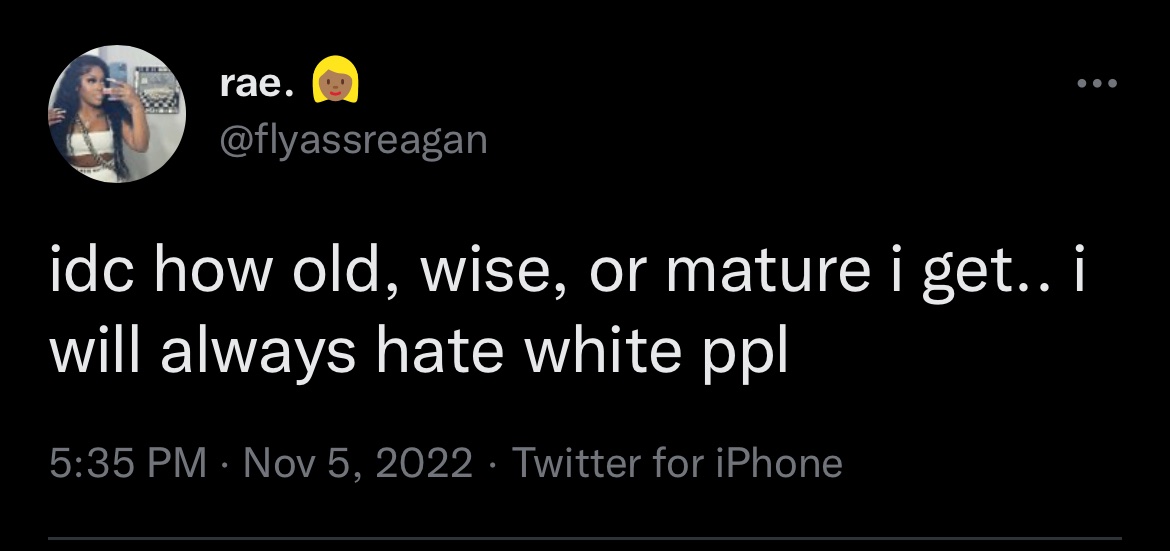 rae. 👩🏽
@flyassreagan
idc how old, wise, or mature i get.. i
will always hate white ppl
5:35 PM · Nov 5, 2022 · Twitter for iPhone